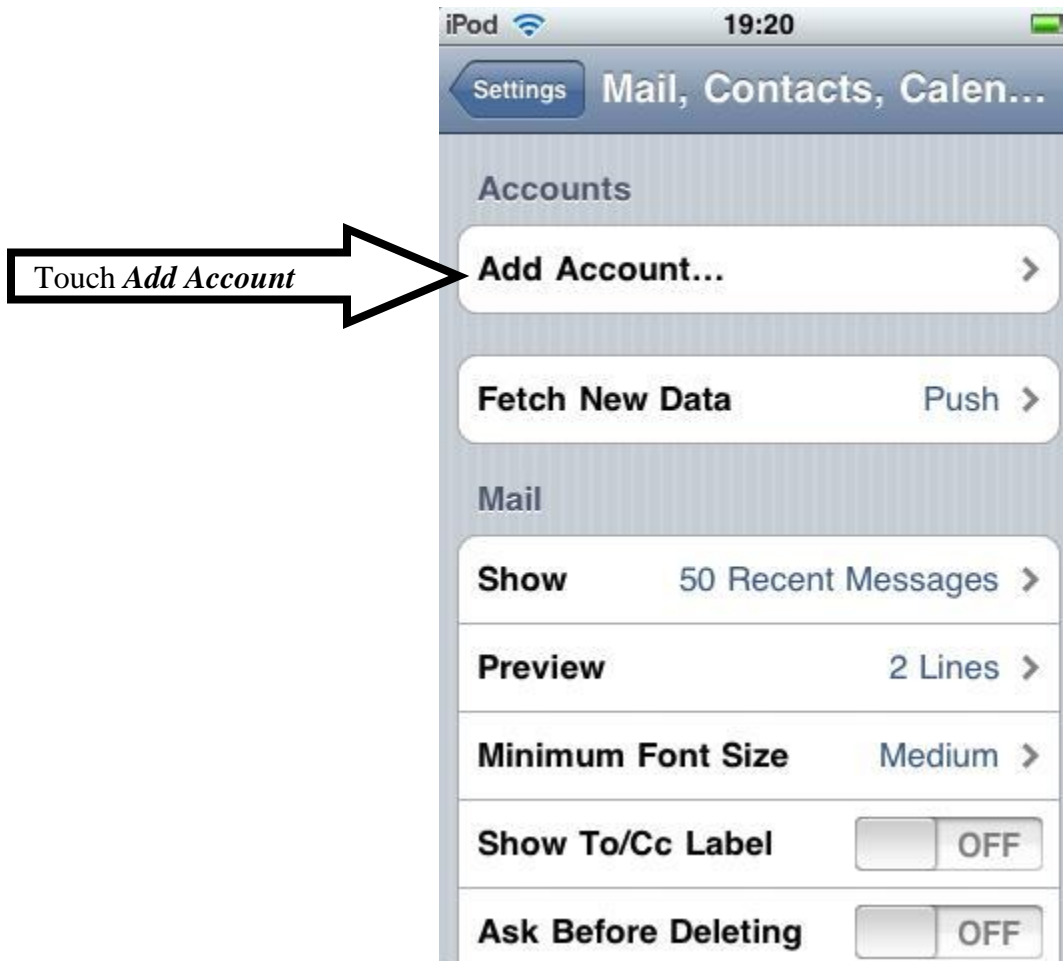 iPod 19:20
Settings Mail, Contacts, Calen...
Accounts
Touch Add Account
Add Account...
Fetch New Data Push
Mail
Show 50 Recent Messages
Preview 2 Lines
Minimum Font Size Medium
Show To/Cc Label OFF
Ask Before Deleting OFF